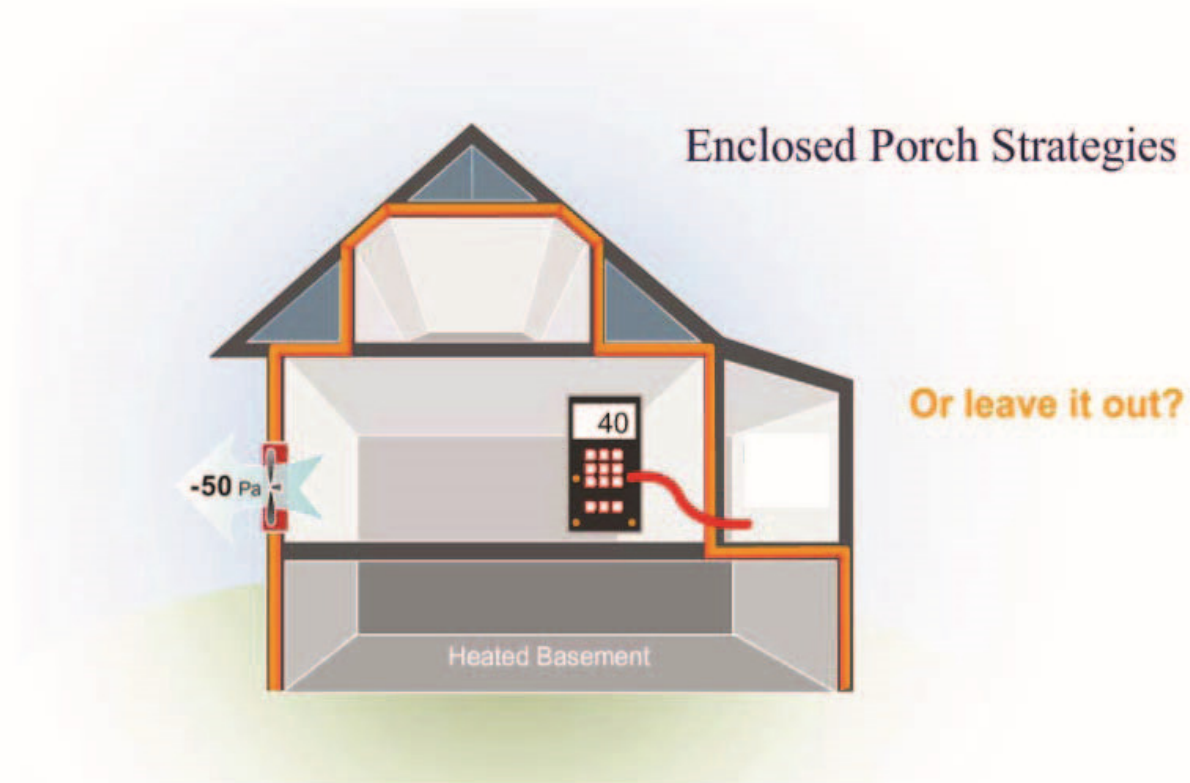 Enclosed Porch Strategies
Or leave it out?
40
-50 Pa
Heated Basement